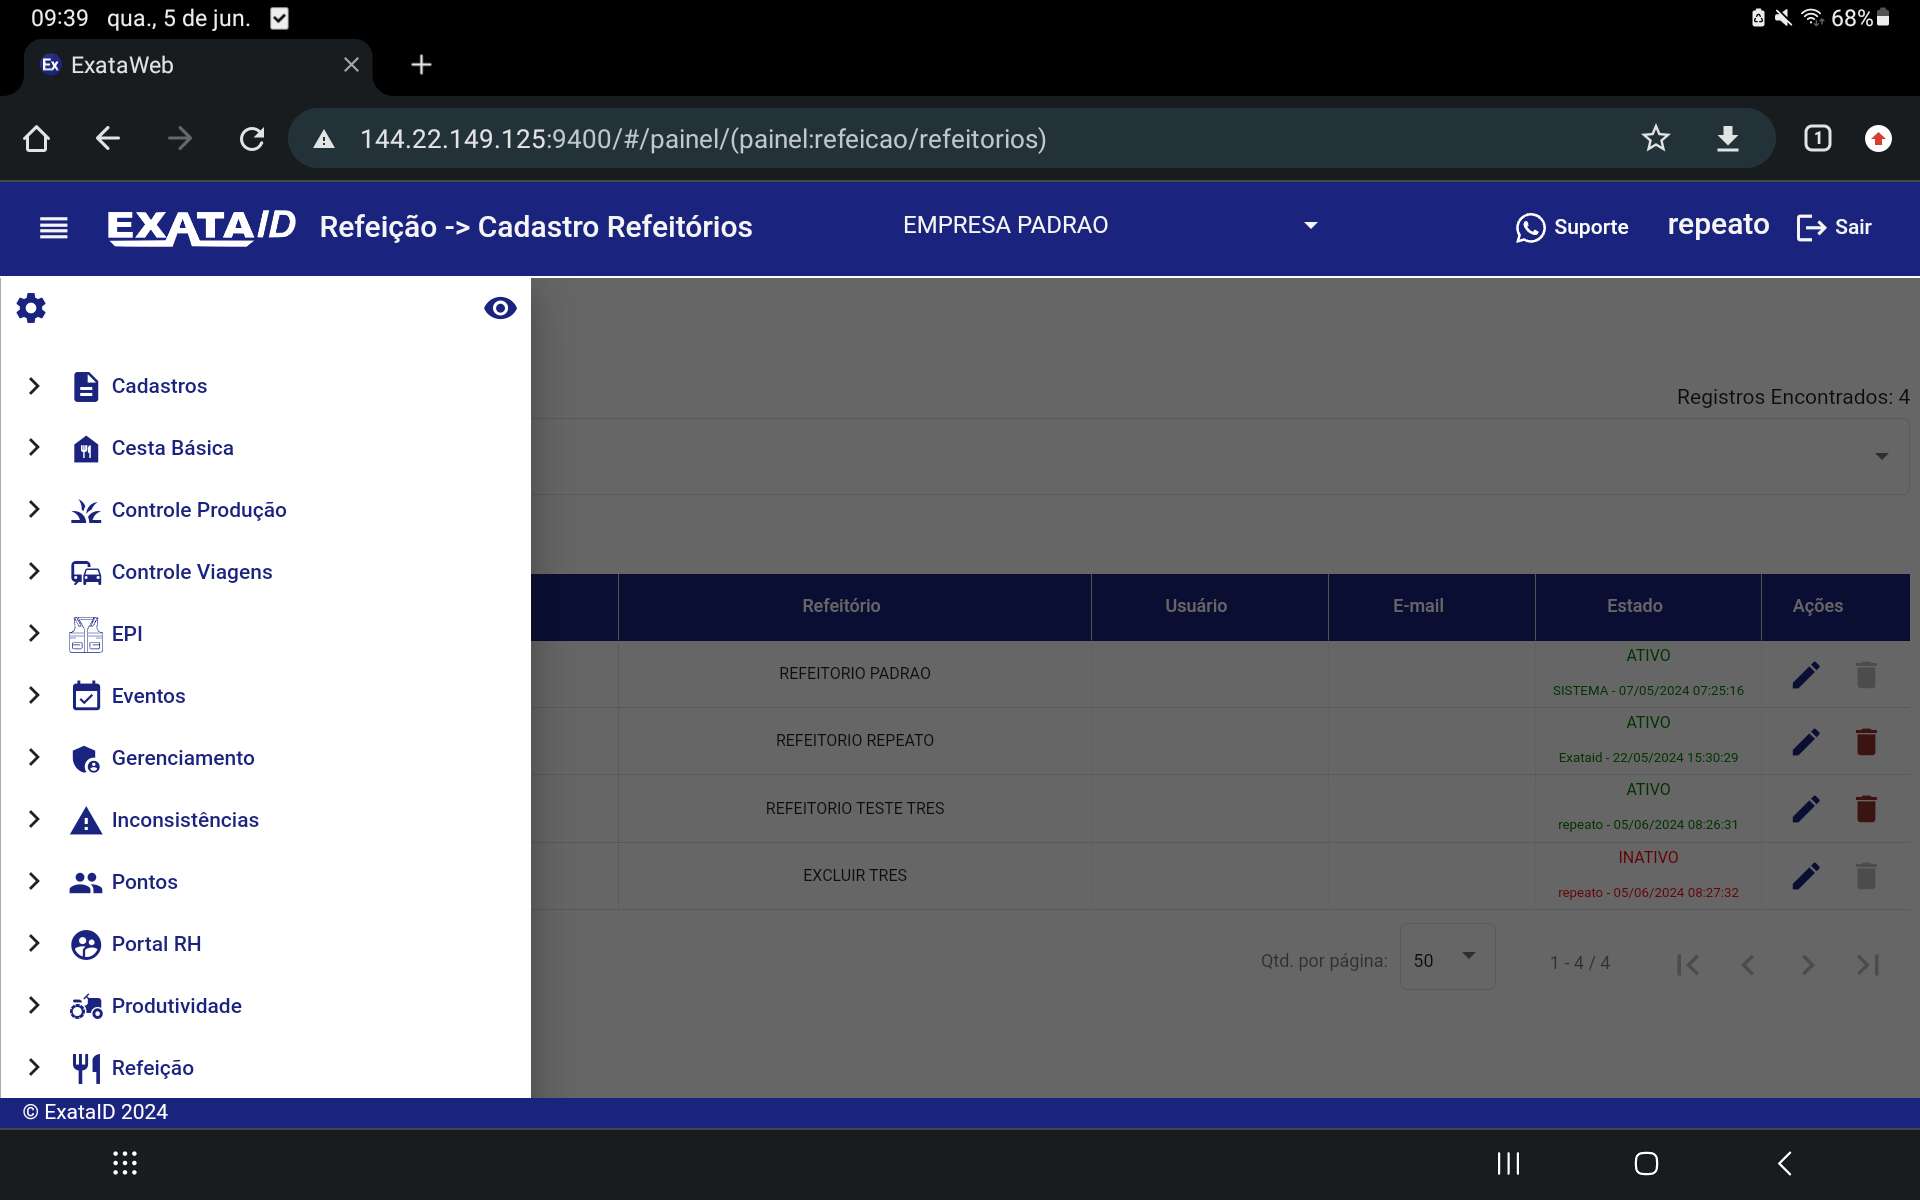 09:39 qua., 5 de jun.
68%
Ex ExataWeb
144.22.149.125:9400/#/painel/(painel:refeicao/refeitorios)
1
EXATAID Refeição -> Cadastro Refeitórios
EMPRESA PADRAO
Suporte
repeato
Sair
Cadastros
Cesta Básica
Controle Produção
Controle Viagens
EPI
Eventos
Gerenciamento
Inconsistências
Pontos
Portal RH
Produtividade
Refeição
Registros Encontrados: 4
Refeitório Usuário E-mail Estado Ações
REFEITORIO PADRAO
ATIVO
SISTEMA - 07/05/2024 07:25:16
REFEITORIO REPEATO
ATIVO
Exataid - 22/05/2024 15:30:29
REFEITORIO TESTE TRES
ATIVO
repeato - 05/06/2024 08:26:31
EXCLUIR TRES
INATIVO
repeato - 05/06/2024 08:27:32
Qtd. por página: 50 1 - 4 / 4
© ExataID 2024